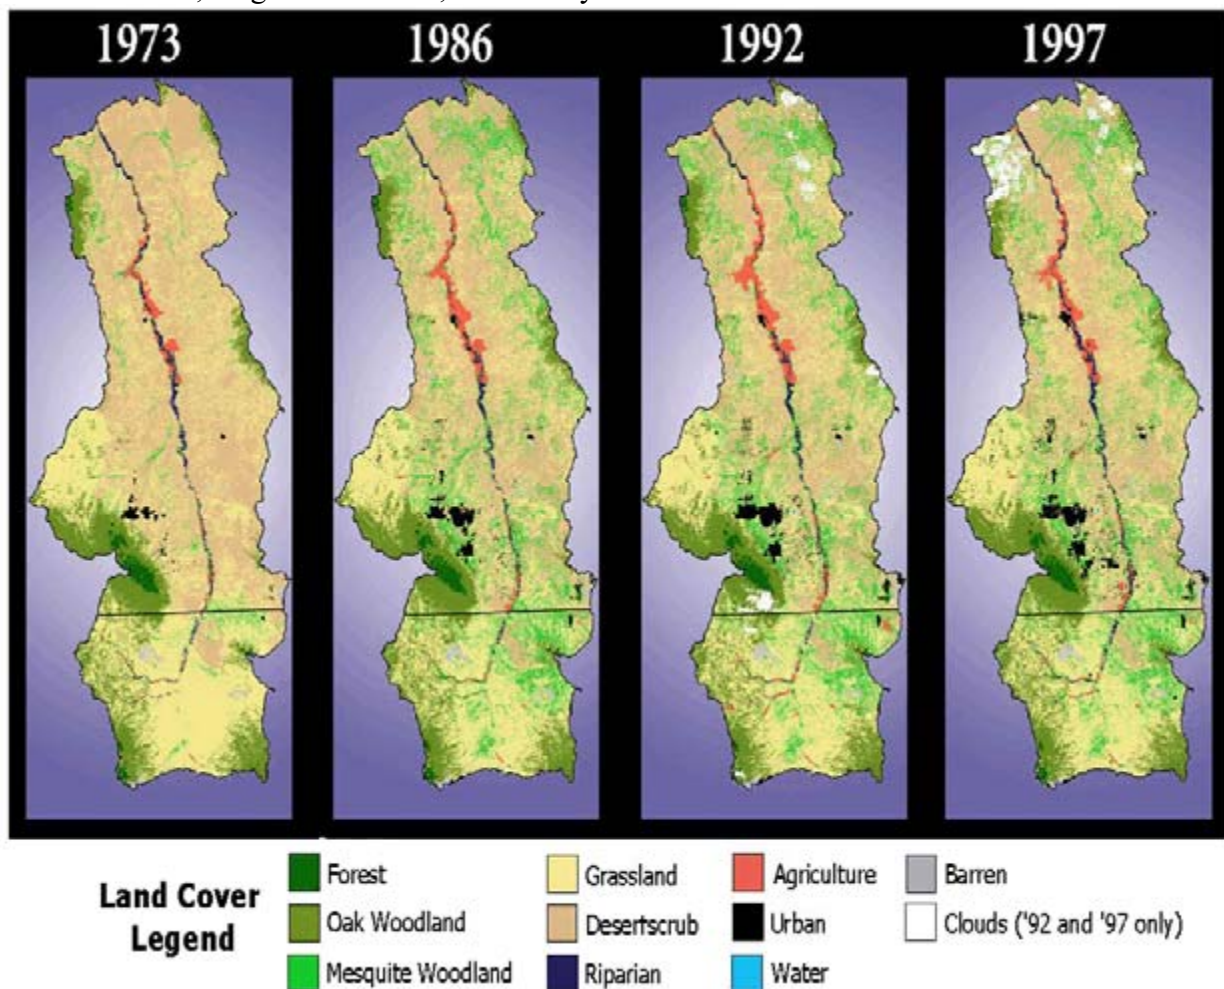 1973 1986 1992 1997
Land Cover
Legend
Forest
Oak Woodland
Mesquite Woodland
Grassland
Desertscrub
Riparian
Agriculture
Urban
Water
Barren
Clouds ('92 and '97 only)